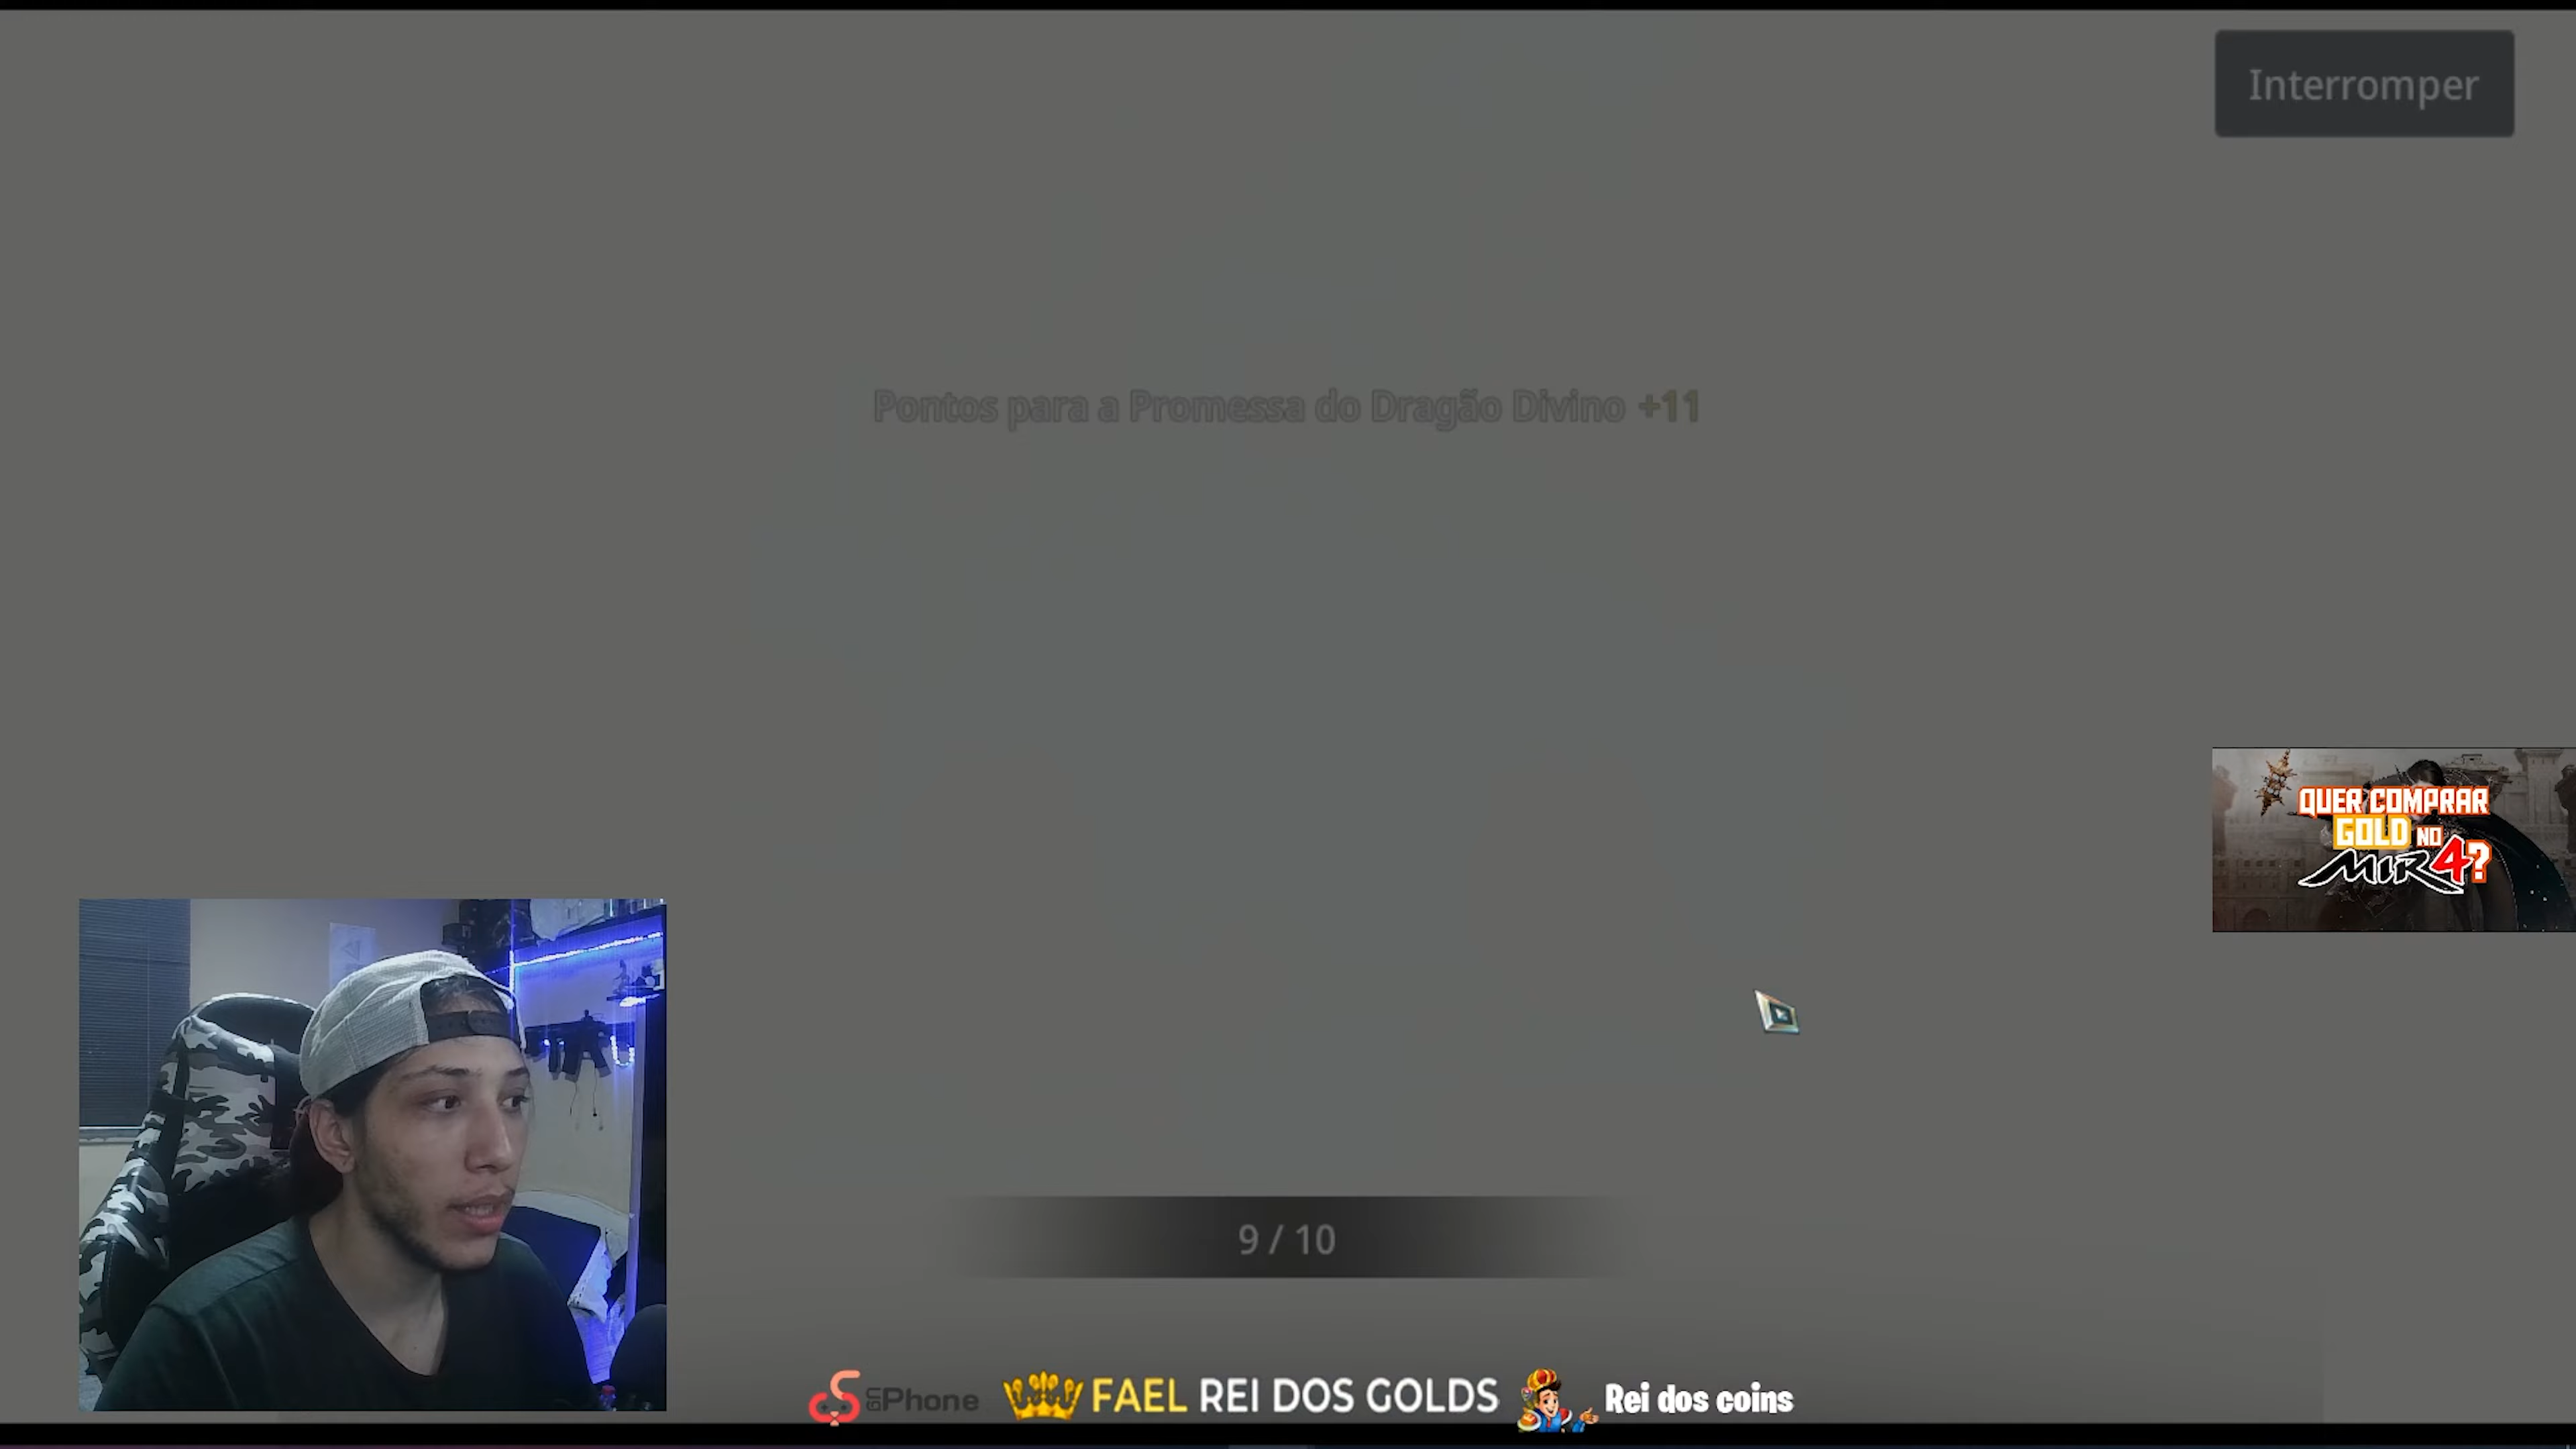 Interromper
Pontos para a Promessa do Dragão Divino +11
QUER COMPRAR
GOLD NO
MIR4?
9 / 10
Phone
FAEL REI DOS GOLDS
Rei dos coins